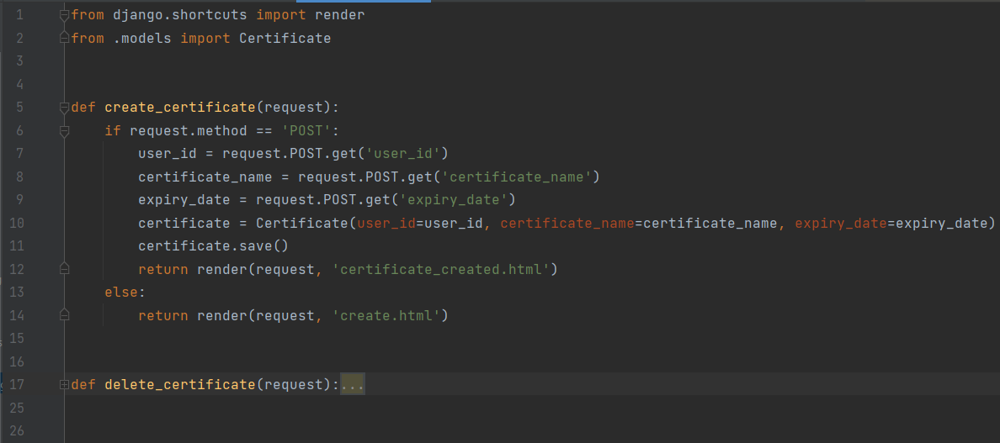 1 from django.shortcuts import render
2 from .models import Certificate
3
4
5 def create_certificate(request):
6     if request.method == 'POST':
7         user_id = request.POST.get('user_id')
8         certificate_name = request.POST.get('certificate_name')
9         expiry_date = request.POST.get('expiry_date')
10         certificate = Certificate(user_id=user_id, certificate_name=certificate_name, expiry_date=expiry_date)
11         certificate.save()
12         return render(request, 'certificate_created.html')
13     else:
14         return render(request, 'create.html')
15
16
17 def delete_certificate(request):...
25
26